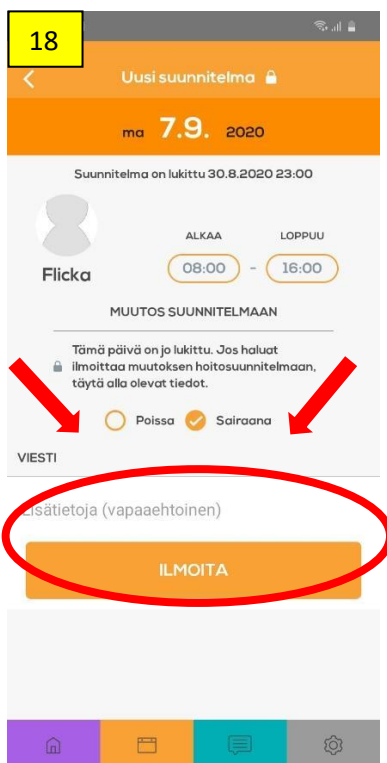 18
Uusi suunnitelma
ma 7.9. 2020
Suunnitelma on lukittu 30.8.2020 23:00
ALKAA LOPPUU
08:00 - 16:00
Flicka
MUUTOS SUUNNITELMAAN
Tämä päivä on jo lukittu. Jos haluat
ilmoittaa muutoksen hoitosuunnitelmaan,
täytä alla olevat tiedot.
Poissa Sairaana
VIESTI
Lisätietoja (vapaaehtoinen)
ILMOITA